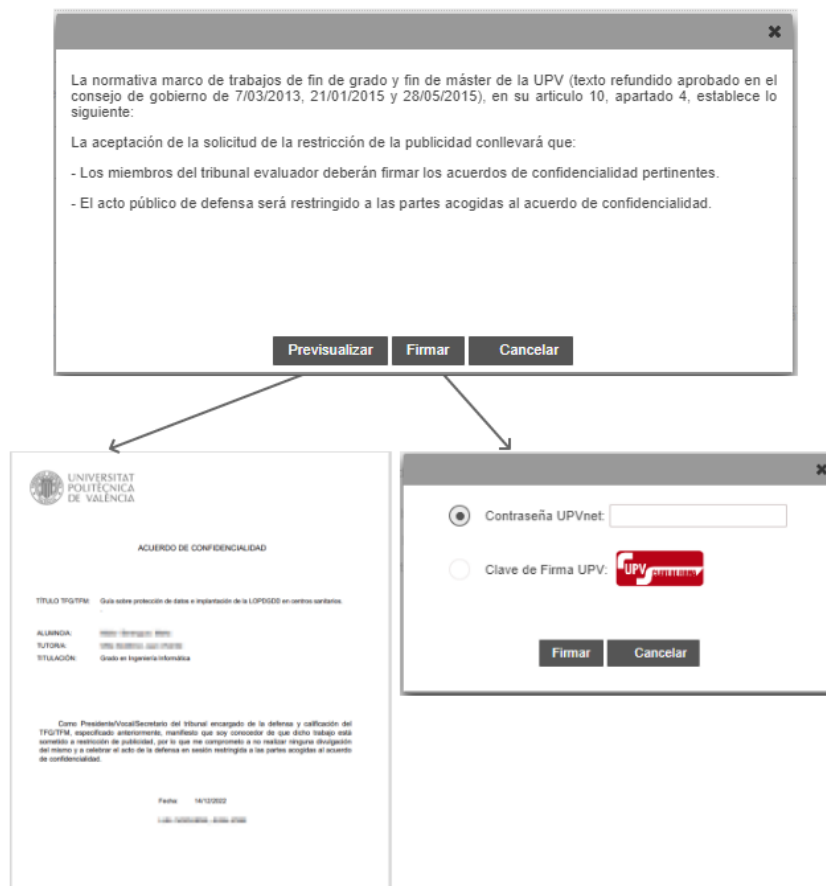 La normativa marco de trabajos de fin de grado y fin de máster de la UPV (texto refundido aprobado en el
consejo de gobierno de 7/03/2013, 21/01/2015 y 28/05/2015), en su articulo 10, apartado 4, establece lo
siguiente:
La aceptación de la solicitud de la restricción de la publicidad conllevará que:
- Los miembros del tribunal evaluador deberán firmar los acuerdos de confidencialidad pertinentes.
- El acto público de defensa será restringido a las partes acogidas al acuerdo de confidencialidad.
Previsualizar Firmar Cancelar
UNIVERSITAT
POLITÈCNICA
DE VALÈNCIA
ACUERDO DE CONFIDENCIALIDAD
TÍTULO TFG/TFM: Guía sobre protección de datos e implantación de la LOPDGDD en centros sanitarios.
ALUMNO/A:
TUTOR/A:
TITULACIÓN: Grado en Ingeniería Informática
Como Presidente/Vocal/Secretario del tribunal encargado de la defensa y calificación del
TFG/TFM, especificado anteriormente, manifiesto que soy conocedor de que dicho trabajo está
sometido a restricción de publicidad, por lo que me comprometo a no realizar ninguna divulgación
del mismo y a celebrar el acto de la defensa en sesión restringida a las partes acogidas al acuerdo
de confidencialidad.
Fecha: 14/12/2022
Contraseña UPVnet:
Clave de Firma UPV: UPV CLAVE DE FIRMA
Firmar Cancelar